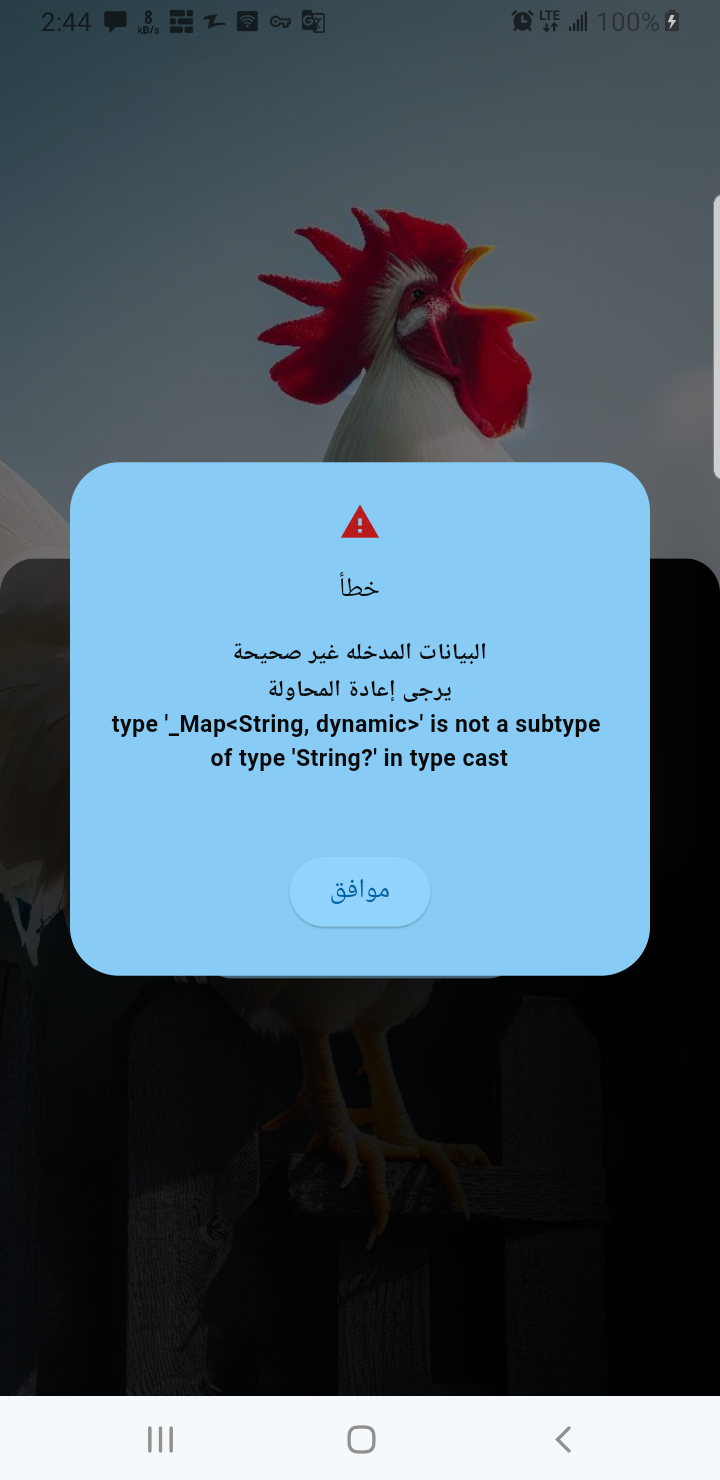 2:44 8 kB/s LTE 100%
خطأ
البيانات المدخله غير صحيحة
يرجى إعادة المحاولة
type '_Map<String, dynamic>' is not a subtype
of type 'String?' in type cast
موافق